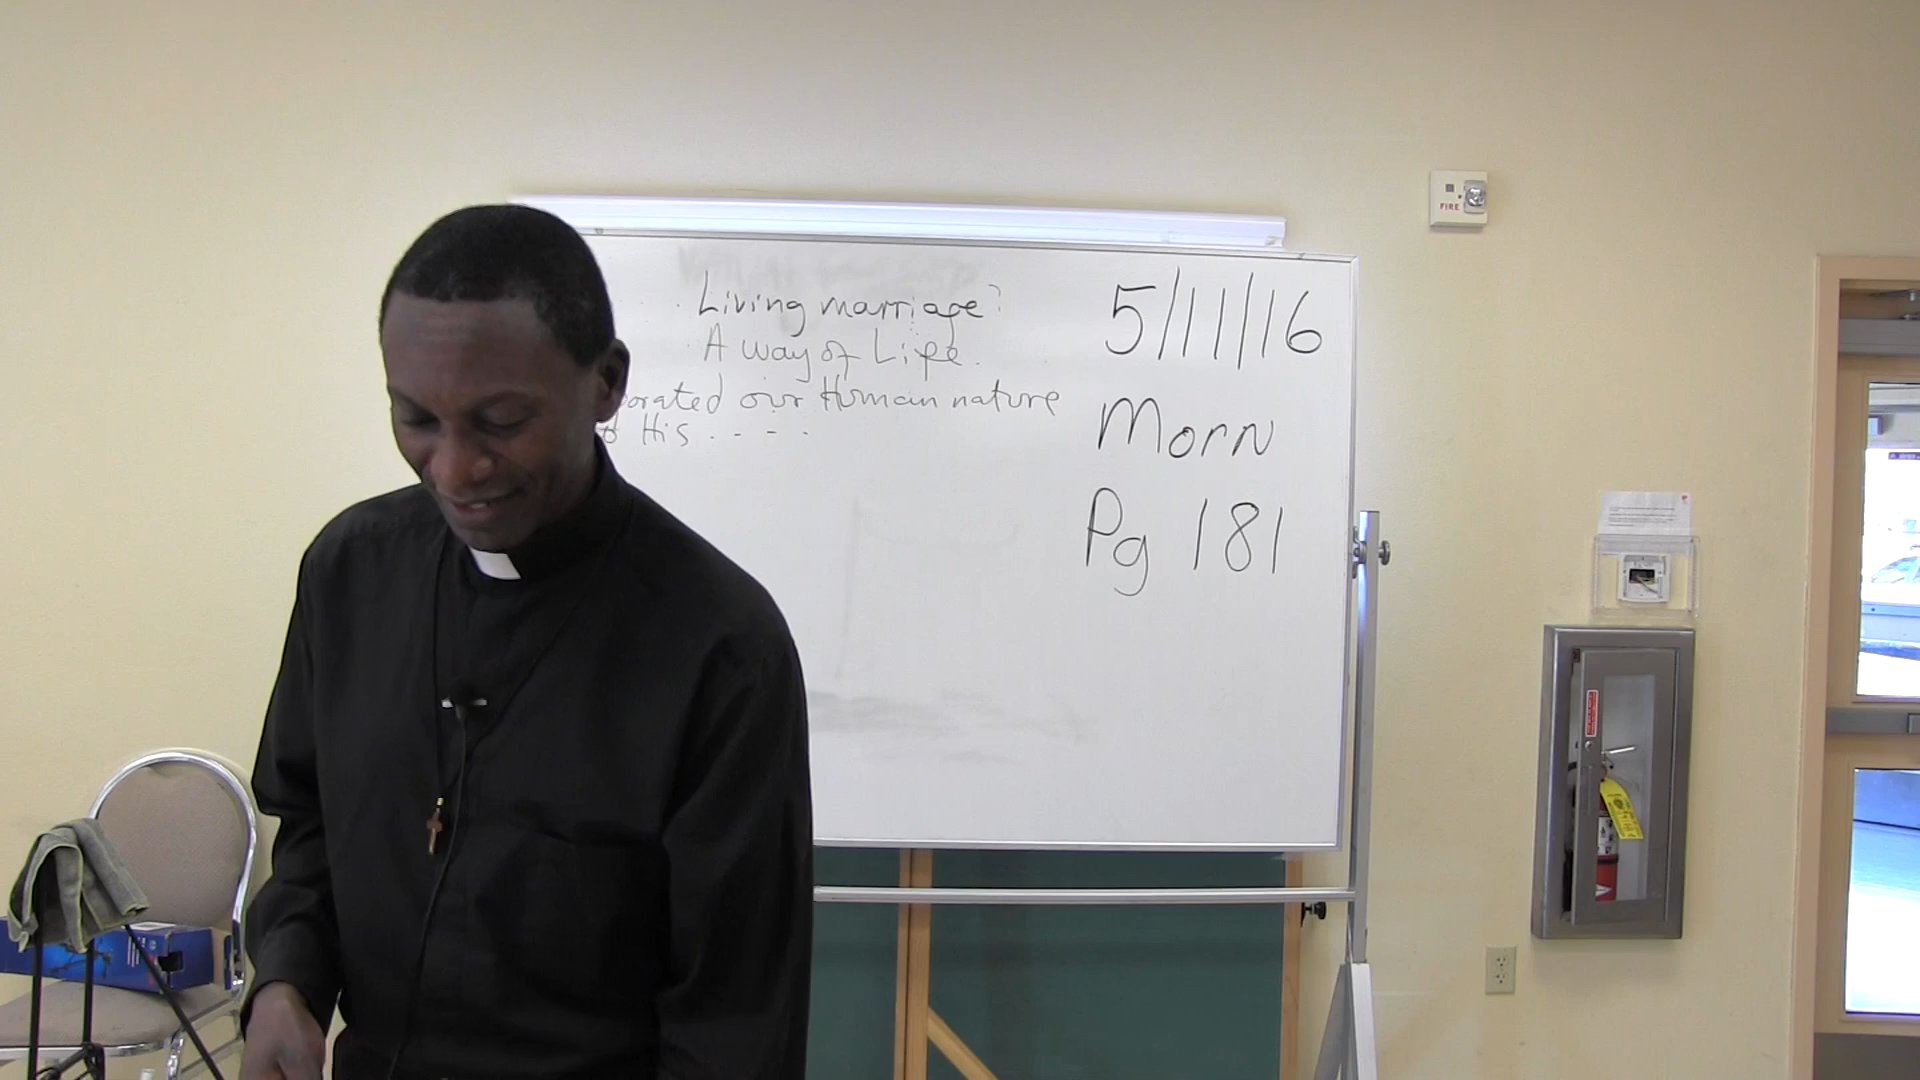 Living marriage?
A way of Life.
orated our Human nature
His . - - .
5/11/16
Morn
Pg 181
FIRE